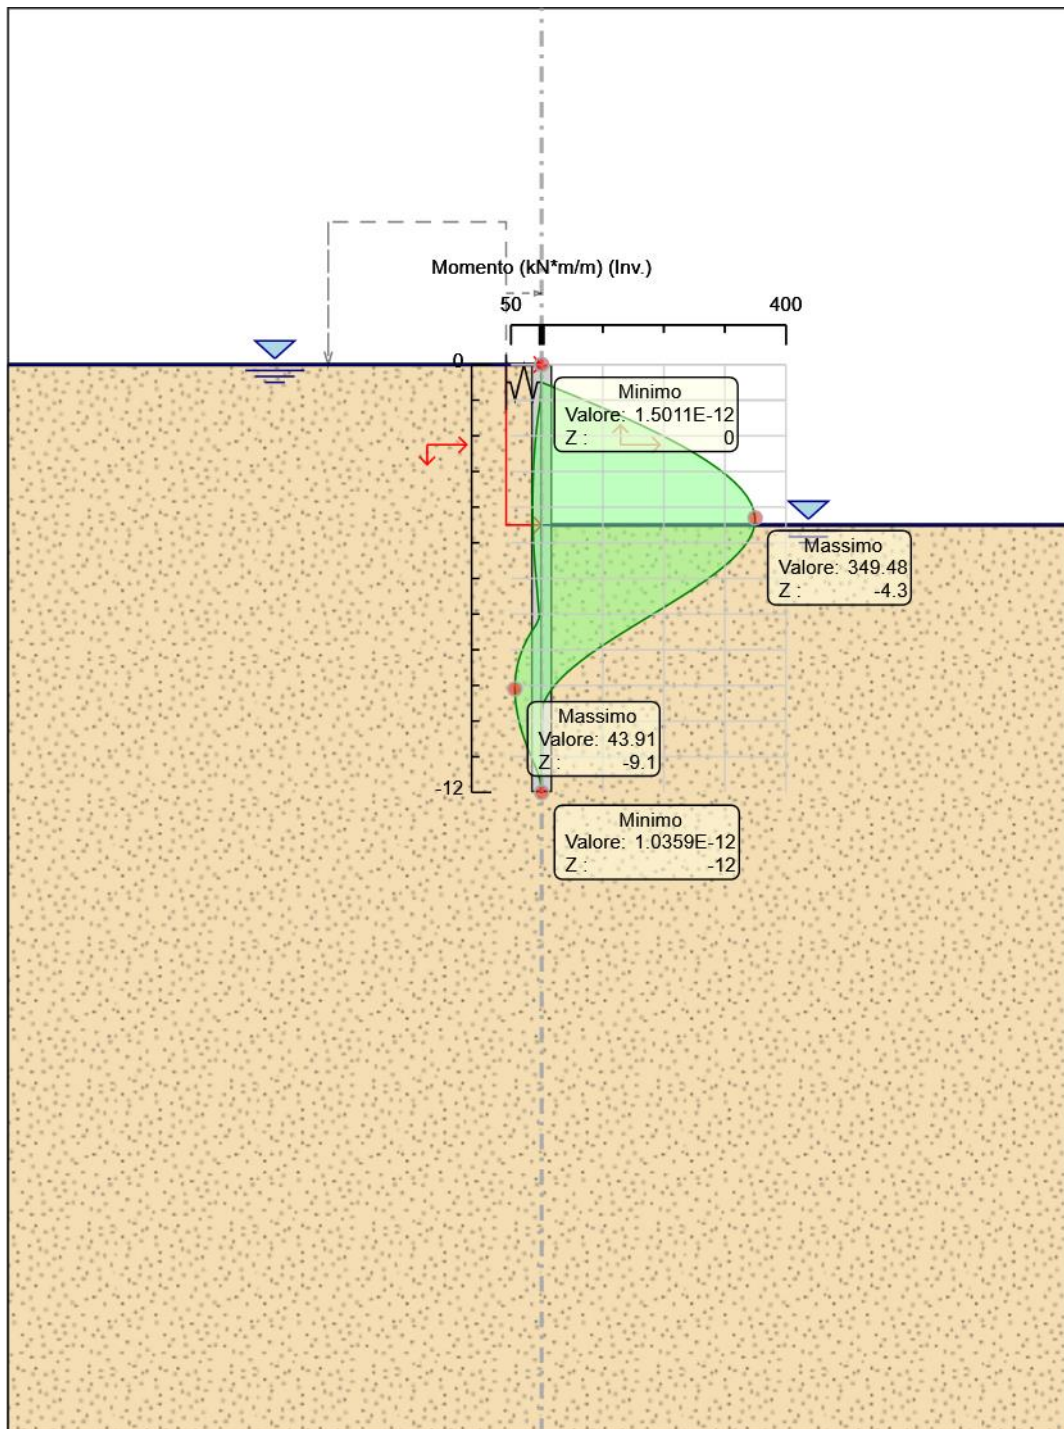 Momento (kN*m/m) (Inv.)
50
400
0
Minimo
Valore: 1.5011E-12
Z : 0
Massimo
Valore: 349.48
Z : -4.3
Massimo
Valore: 43.91
Z : -9.1
-12
Minimo
Valore: 1.0359E-12
Z : -12